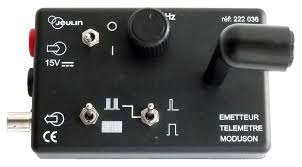 JEULIN
réf: 222 036
O
Hz
I
15V
CE
EMETTEUR
TELEMETRE
MODUSON